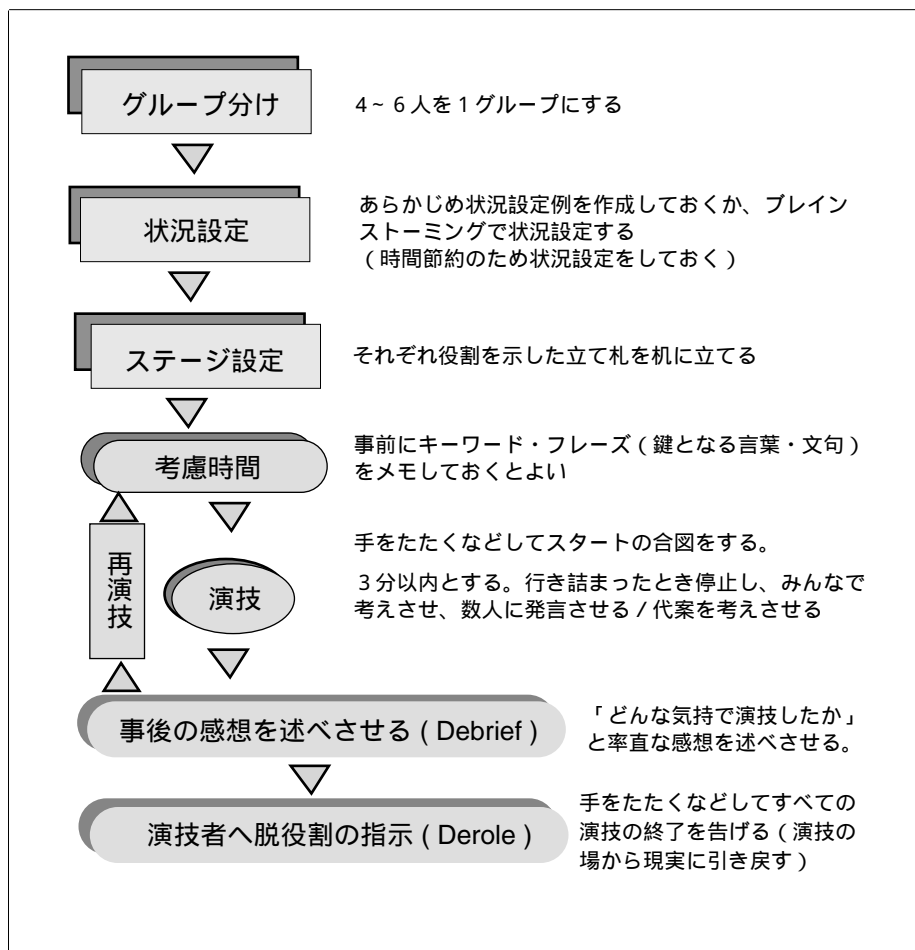 グループ分け
4~６人を１グループにする
状況設定
あらかじめ状況設定例を作成しておくか、ブレイン
ストーミングで状況設定する
（時間節約のため状況設定をしておく）
ステージ設定
それぞれ役割を示した立て札を机に立てる
考慮時間
事前にキーワード・フレーズ（鍵となる言葉・文句）
をメモしておくとよい
再演技
演技
手をたたくなどしてスタートの合図をする。
３分以内とする。行き詰まったとき停止し、みんなで
考えさせ、数人に発言させる / 代案を考えさせる
事後の感想を述べさせる ( Debrief )
「どんな気持で演技したか」
と率直な感想を述べさせる。
演技者へ脱役割の指示 ( Derole )
手をたたくなどしてすべての
演技の終了を告げる（演技の
場から現実に引き戻す）